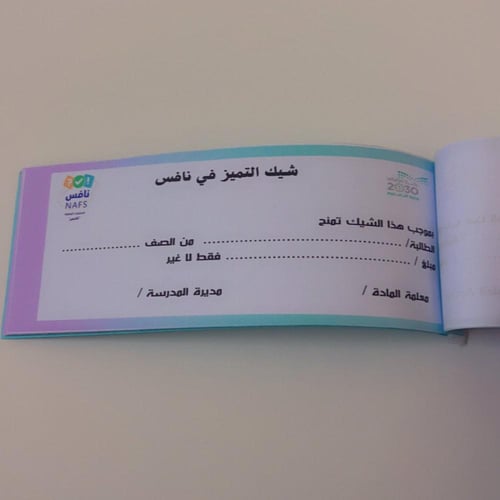 شيك التميز في نافس
نافس
NAFS
2030
بموجب هذا الشيك تمنح
الطالبة/ .................................... من الصف ....................................
مبلغ / .................................... فقط لا غير
معلمة المادة / مديرة المدرسة /